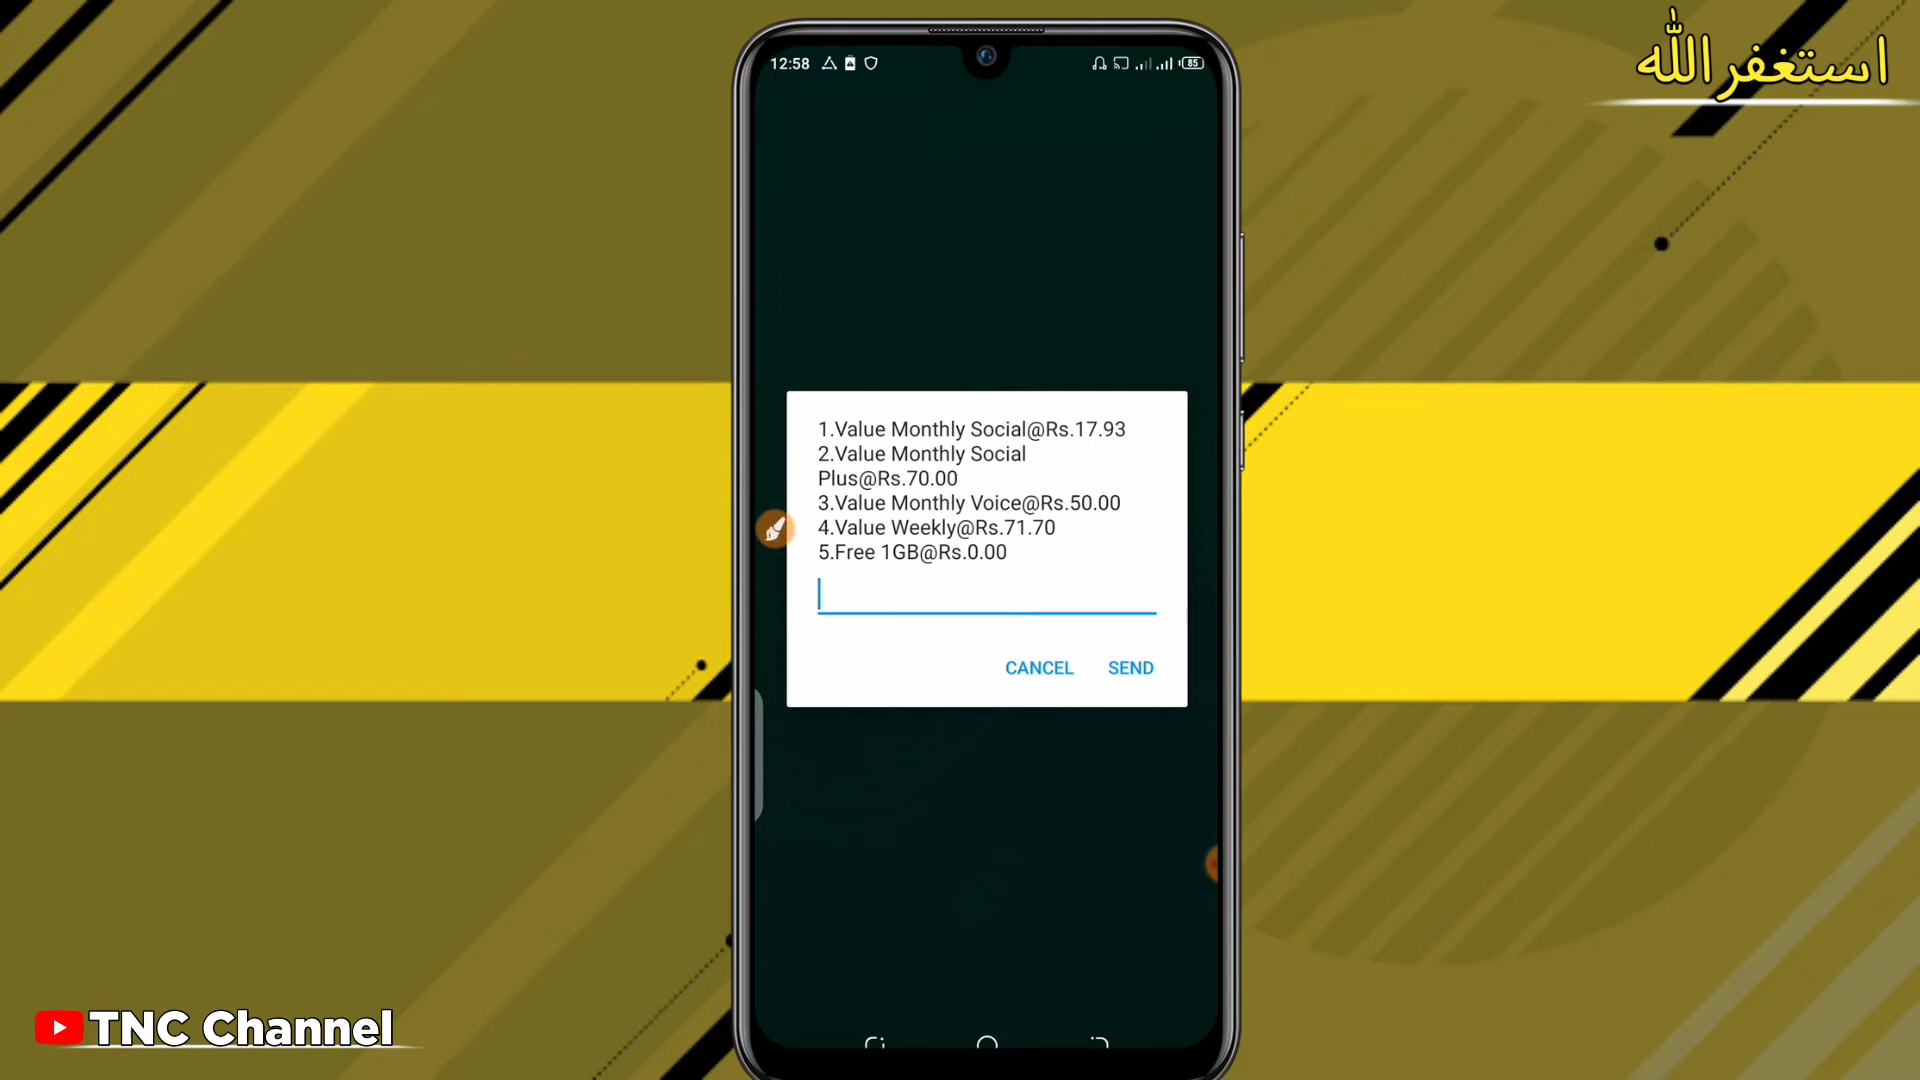 استغفر الله
12:58
85
1.Value Monthly Social@Rs.17.93
2.Value Monthly Social
Plus@Rs.70.00
3.Value Monthly Voice@Rs.50.00
4.Value Weekly@Rs.71.70
5.Free 1GB@Rs.0.00
CANCEL SEND
TNC Channel